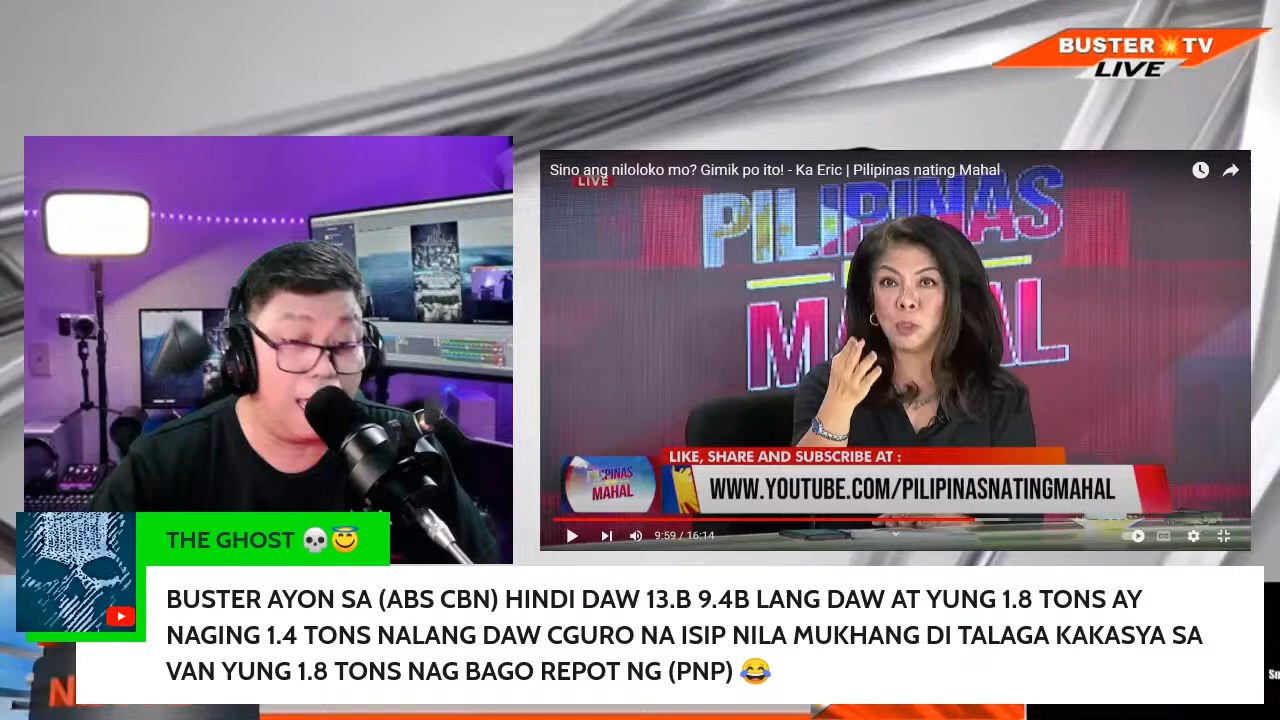 BUSTER TV
LIVE
Sino ang niloloko mo? Gimik po ito! - Ka Eric | Pilipinas nating Mahal
LIVE
PILIPINAS
MAHAL
LIKE, SHARE AND SUBSCRIBE AT :
PILIPINAS
MAHAL
WWW.YOUTUBE.COM/PILIPINASNATINGMAHAL
9:59 / 16:14
THE GHOST 💀😇
BUSTER AYON SA (ABS CBN) HINDI DAW 13.B 9.4B LANG DAW AT YUNG 1.8 TONS AY
NAGING 1.4 TONS NALANG DAW CGURO NA ISIP NILA MUKHANG DI TALAGA KAKASYA SA
VAN YUNG 1.8 TONS NAG BAGO REPOT NG (PNP) 😂